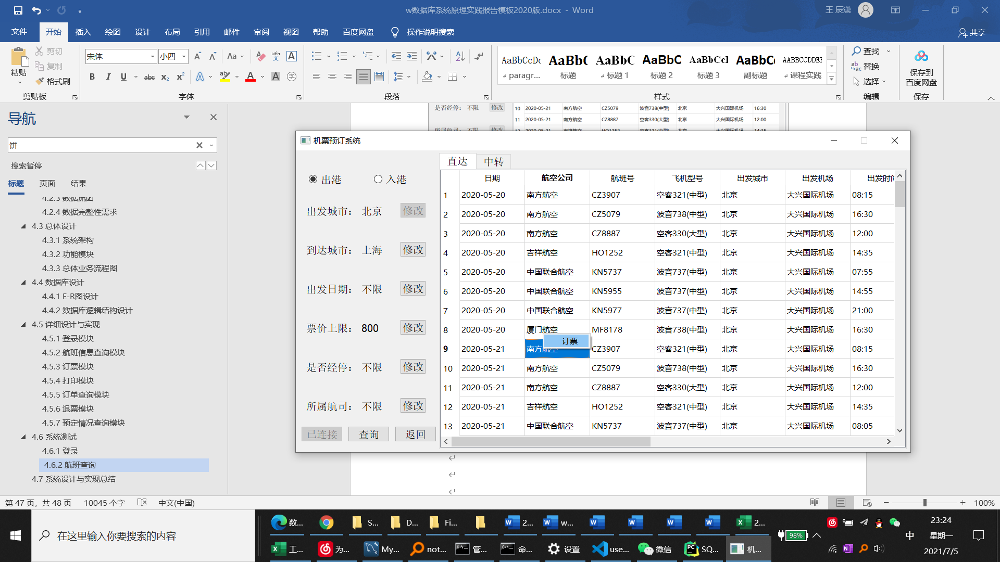 w数据库系统原理实践报告模板2020版.docx - Word
王 辰潇
文件 开始 插入 绘图 设计 布局 引用 邮件 审阅 视图 帮助 百度网盘 操作说明搜索 共享
粘贴 剪切 复制 格式刷 剪贴板
宋体 小四 字体
段落
AaBbCcDc AaBb( AaBbC AaBbC AaBbCcI AaBbC AABBCCDDEI
paragr... 标题 标题 1 标题 2 标题 3 副标题 课程实践
样式
查找 替换 选择 编辑
保存到 百度网盘 保存
导航
饼
搜索暂停
标题 页面 结果
4.2.3 数据流图
4.2.4 数据完整性需求
4.3 总体设计
4.3.1 系统架构
4.3.2 功能模块
4.3.3 总体业务流程图
4.4 数据库设计
4.4.1 E-R图设计
4.4.2 数据库逻辑结构设计
4.5 详细设计与实现
4.5.1 登录模块
4.5.2 航班信息查询模块
4.5.3 订票模块
4.5.4 打印模块
4.5.5 订单查询模块
4.5.6 退票模块
4.5.7 预定情况查询模块
4.6 系统测试
4.6.1 登录
4.6.2 航班查询
4.7 系统设计与实现总结
是否经停： 不限 修改 10 2020-05-21 南方航空 CZ5079 波音738(中型) 北京 大兴国际机场 16:30
11 2020-05-21 南方航空 CZ8887 空客330(大型) 北京 大兴国际机场 12:00
机票预订系统
出港 入港
出发城市： 北京 修改
到达城市： 上海 修改
出发日期： 不限 修改
票价上限： 800 修改
是否经停： 不限 修改
所属航司： 不限 修改
已连接 查询 返回
直达 中转
日期 航空公司 航班号 飞机型号 出发城市 出发机场 出发时间
1 2020-05-20 南方航空 CZ3907 空客321(中型) 北京 大兴国际机场 08:15
2 2020-05-20 南方航空 CZ5079 波音738(中型) 北京 大兴国际机场 16:30
3 2020-05-20 南方航空 CZ8887 空客330(大型) 北京 大兴国际机场 12:00
4 2020-05-20 吉祥航空 HO1252 空客321(中型) 北京 大兴国际机场 14:35
5 2020-05-20 中国联合航空 KN5737 波音737(中型) 北京 大兴国际机场 07:55
6 2020-05-20 中国联合航空 KN5955 波音737(中型) 北京 大兴国际机场 14:55
7 2020-05-20 中国联合航空 KN5977 波音737(中型) 北京 大兴国际机场 21:00
8 2020-05-20 厦门航空 MF8178 波音738(中型) 北京 大兴国际机场 16:30
订票
9 2020-05-21 南方航空 CZ3907 空客321(中型) 北京 大兴国际机场 08:15
10 2020-05-21 南方航空 CZ5079 波音738(中型) 北京 大兴国际机场 16:30
11 2020-05-21 南方航空 CZ8887 空客330(大型) 北京 大兴国际机场 12:00
12 2020-05-21 吉祥航空 HO1252 空客321(中型) 北京 大兴国际机场 14:35
13 2020-05-21 中国联合航空 KN5737 波音737(中型) 北京 大兴国际机场 08:05
第 47 页，共 48 页 10045 个字 中文(中国) 100%
在这里输入你要搜索的内容
数... S... D... Fi... 2... w... 2...
工... 为... My... not... 管... 命... 设置 use... 微信 SQ... 机...
98% 中
23:24
星期一
2021/7/5